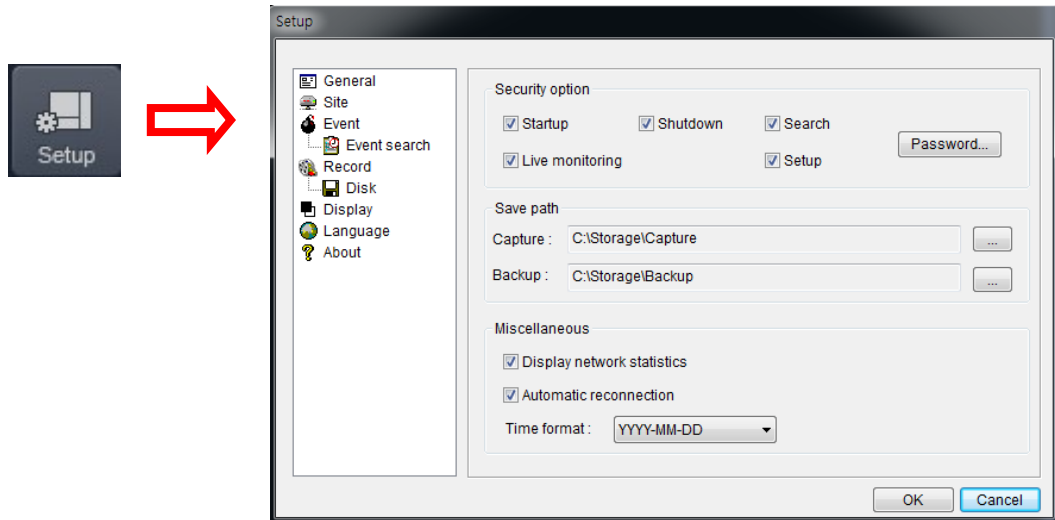 Setup
Setup
General
Site
Event
Event search
Record
Disk
Display
Language
About
Security option
Startup
Shutdown
Search
Live monitoring
Setup
Password...
Save path
Capture :
C:\Storage\Capture
...
Backup :
C:\Storage\Backup
...
Miscellaneous
Display network statistics
Automatic reconnection
Time format :
YYYY-MM-DD
OK
Cancel